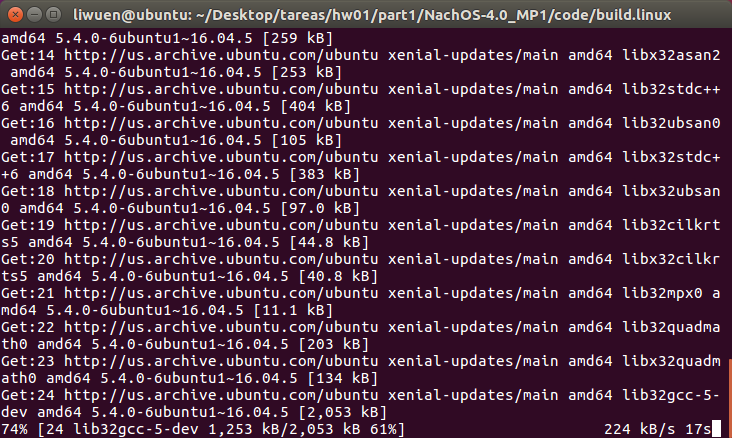 liwuen@ubuntu: ~/Desktop/tareas/hw01/part1/NachOS-4.0_MP1/code/build.linux
amd64 5.4.0-6ubuntu1~16.04.5 [259 kB]
Get:14 http://us.archive.ubuntu.com/ubuntu xenial-updates/main amd64 libx32asan2
 amd64 5.4.0-6ubuntu1~16.04.5 [253 kB]
Get:15 http://us.archive.ubuntu.com/ubuntu xenial-updates/main amd64 lib32stdc++
6 amd64 5.4.0-6ubuntu1~16.04.5 [404 kB]
Get:16 http://us.archive.ubuntu.com/ubuntu xenial-updates/main amd64 lib32ubsan0
 amd64 5.4.0-6ubuntu1~16.04.5 [105 kB]
Get:17 http://us.archive.ubuntu.com/ubuntu xenial-updates/main amd64 libx32stdc+
+6 amd64 5.4.0-6ubuntu1~16.04.5 [383 kB]
Get:18 http://us.archive.ubuntu.com/ubuntu xenial-updates/main amd64 libx32ubsan
0 amd64 5.4.0-6ubuntu1~16.04.5 [97.0 kB]
Get:19 http://us.archive.ubuntu.com/ubuntu xenial-updates/main amd64 lib32cilkrt
s5 amd64 5.4.0-6ubuntu1~16.04.5 [44.8 kB]
Get:20 http://us.archive.ubuntu.com/ubuntu xenial-updates/main amd64 libx32cilkr
ts5 amd64 5.4.0-6ubuntu1~16.04.5 [40.8 kB]
Get:21 http://us.archive.ubuntu.com/ubuntu xenial-updates/main amd64 lib32mpx0 a
md64 5.4.0-6ubuntu1~16.04.5 [11.1 kB]
Get:22 http://us.archive.ubuntu.com/ubuntu xenial-updates/main amd64 lib32quadma
th0 amd64 5.4.0-6ubuntu1~16.04.5 [203 kB]
Get:23 http://us.archive.ubuntu.com/ubuntu xenial-updates/main amd64 libx32quadm
ath0 amd64 5.4.0-6ubuntu1~16.04.5 [134 kB]
Get:24 http://us.archive.ubuntu.com/ubuntu xenial-updates/main amd64 lib32gcc-5-
dev amd64 5.4.0-6ubuntu1~16.04.5 [2,053 kB]
74% [24 lib32gcc-5-dev 1,253 kB/2,053 kB 61%] 224 kB/s 17s